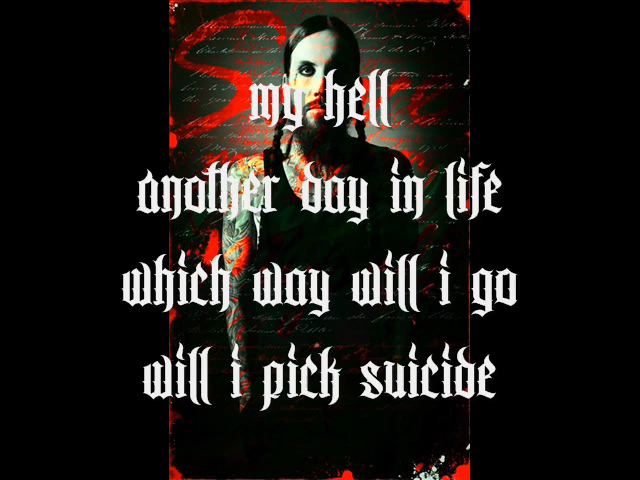 my hell
another day in life
which way will i go
will i pick suicide